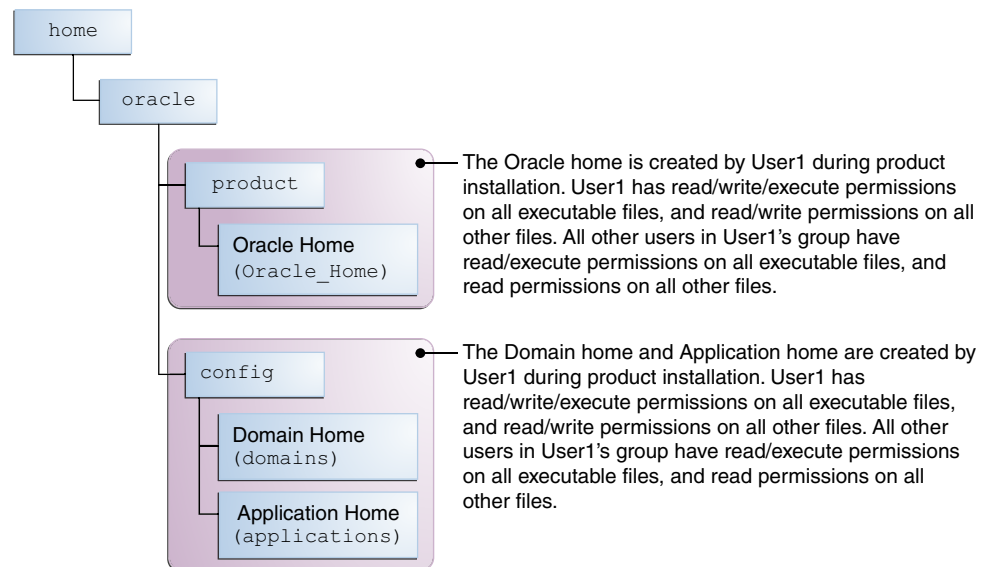 home
oracle
product
Oracle Home
(Oracle_Home)
The Oracle home is created by User1 during product
installation. User1 has read/write/execute permissions
on all executable files, and read/write permissions on all
other files. All other users in User1's group have
read/execute permissions on all executable files, and
read permissions on all other files.
config
Domain Home
(domains)
Application Home
(applications)
The Domain home and Application home are created by
User1 during product installation. User1 has
read/write/execute permissions on all executable files,
and read/write permissions on all other files. All other
users in User1's group have read/execute permissions
on all executable files, and read permissions on all
other files.